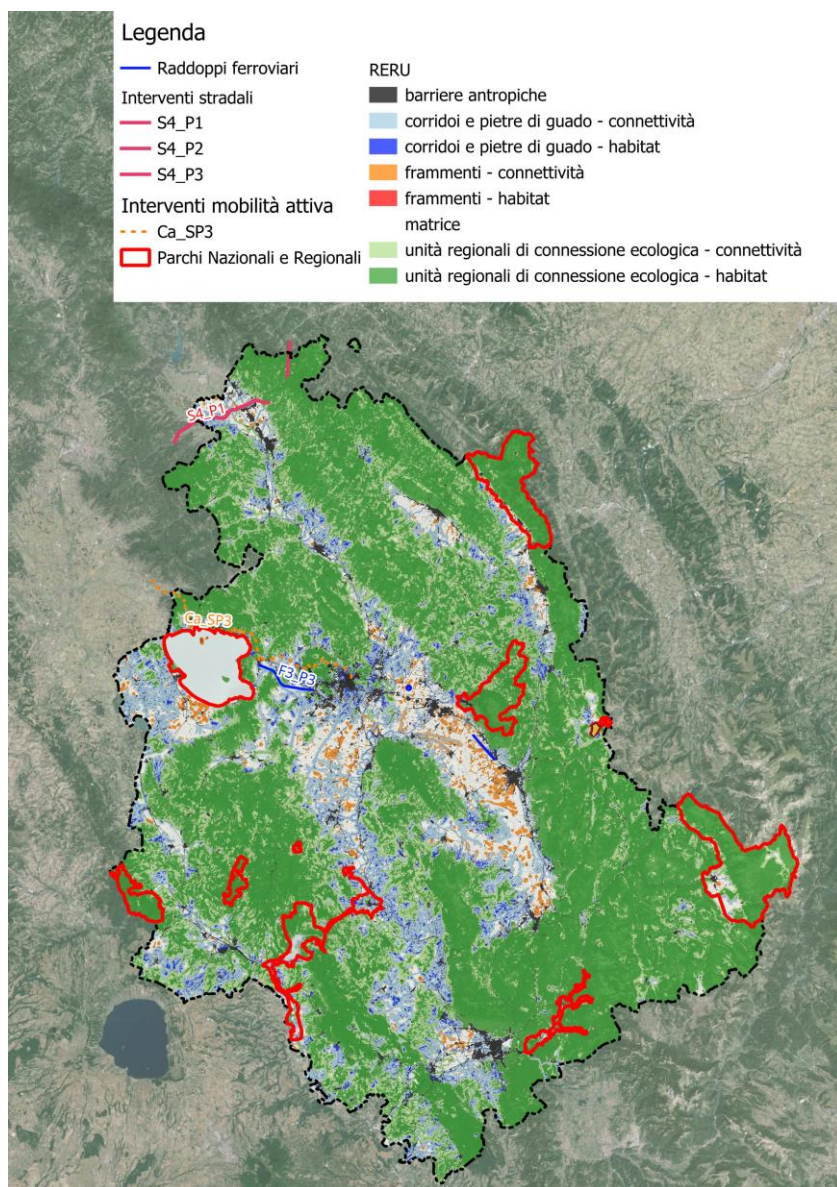 Legenda
Raddoppi ferroviari
Interventi stradali
S4_P1
S4_P2
S4_P3
Interventi mobilità attiva
Ca_SP3
Parchi Nazionali e Regionali
RERU
barriere antropiche
corridoi e pietre di guado - connettività
corridoi e pietre di guado - habitat
frammenti - connettività
frammenti - habitat
matrice
unità regionali di connessione ecologica - connettività
unità regionali di connessione ecologica - habitat
S4_P1
Ca_SP3
F3_P3